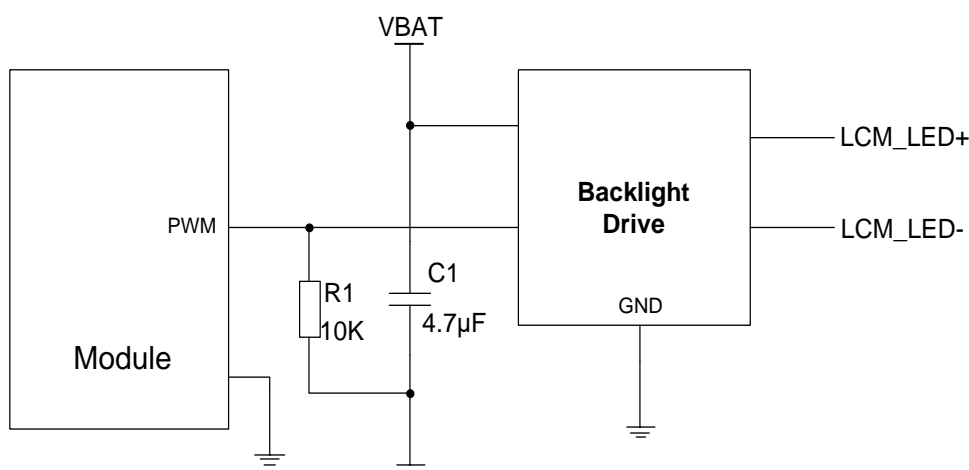 VBAT
LCM_LED+
Backlight
Drive
PWM
LCM_LED-
C1
R1
4.7µF
10K
GND
Module